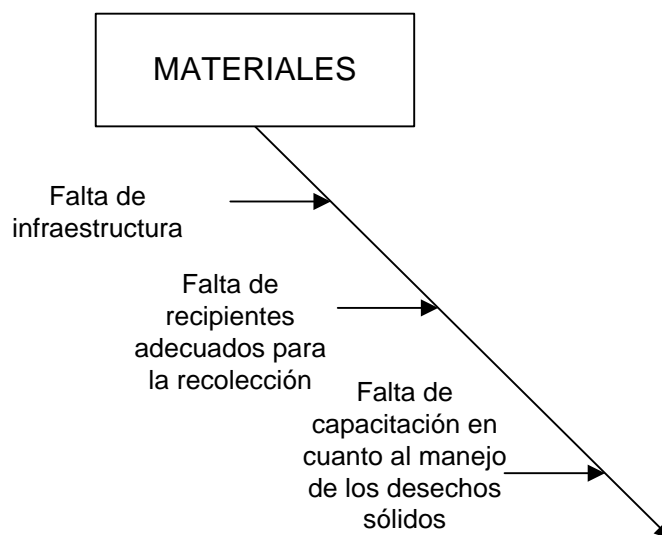 MATERIALES
Falta de
infraestructura
Falta de
recipientes
adecuados para
la recolección
Falta de
capacitación en
cuanto al manejo
de los desechos
sólidos